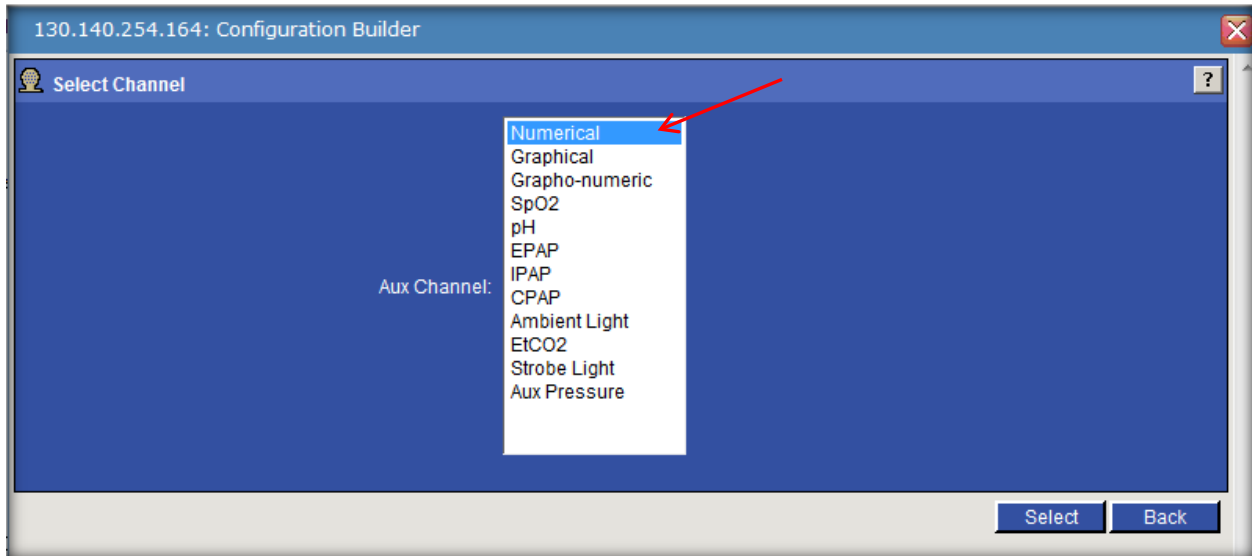 130.140.254.164: Configuration Builder
Select Channel
?
Aux Channel:
Numerical
Graphical
Grapho-numeric
SpO2
pH
EPAP
IPAP
CPAP
Ambient Light
EtCO2
Strobe Light
Aux Pressure
Select Back